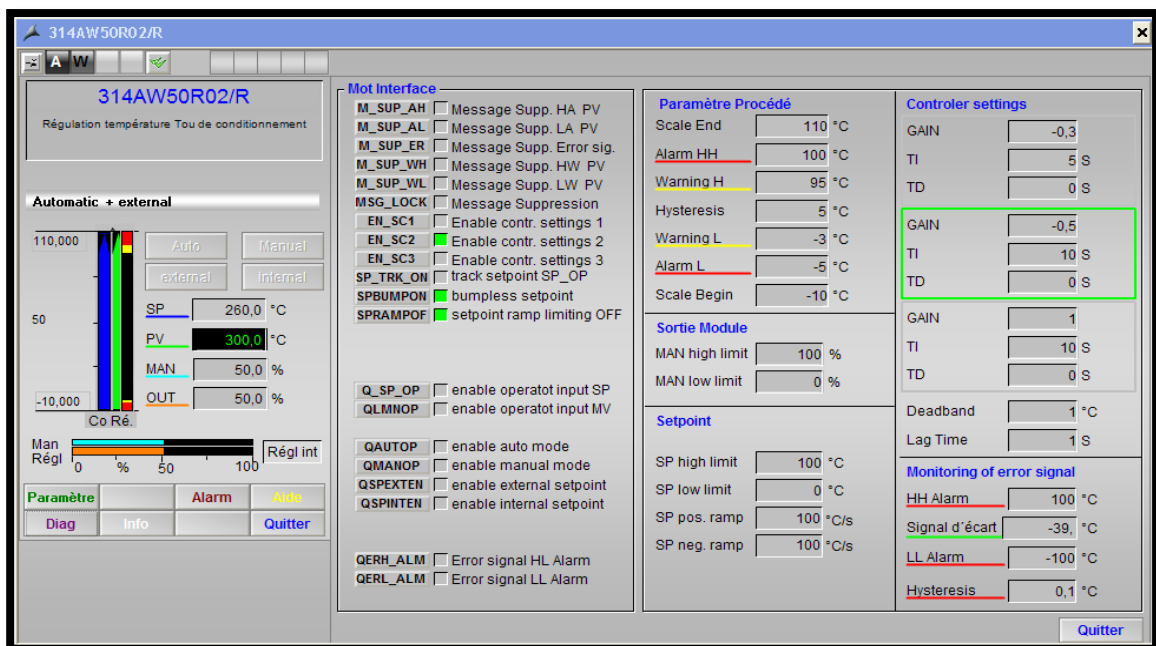 314AW50R02/R
A W
314AW50R02/R
Régulation température Tou de conditionnement
Automatic + external
110,000
50
-10,000
Co Ré.
Auto Manual
external internal
SP 260,0 °C
PV 300,0 °C
MAN 50,0 %
OUT 50,0 %
Man
Régl
0 % 50 100
Régl int
Paramètre Alarm Aide
Diag Info Quitter
Mot Interface
M_SUP_AH Message Supp. HA PV
M_SUP_AL Message Supp. LA PV
M_SUP_ER Message Supp. Error sig.
M_SUP_WH Message Supp. HW PV
M_SUP_WL Message Supp. LW PV
MSG_LOCK Message Suppression
EN_SC1 Enable contr. settings 1
EN_SC2 Enable contr. settings 2
EN_SC3 Enable contr. settings 3
SP_TRK_ON track setpoint SP_OP
SPBUMPON bumpless setpoint
SPRAMPOF setpoint ramp limiting OFF
Q_SP_OP enable operatot input SP
QLMNOP enable operatot input MV
QAUTOP enable auto mode
QMANOP enable manual mode
QSPEXTEN enable external setpoint
QSPINTEN enable internal setpoint
QERH_ALM Error signal HL Alarm
QERL_ALM Error signal LL Alarm
Paramètre Procédé
Scale End 110 °C
Alarm HH 100 °C
Warning H 95 °C
Hysteresis 5 °C
Warning L -3 °C
Alarm L -5 °C
Scale Begin -10 °C
Sortie Module
MAN high limit 100 %
MAN low limit 0 %
Setpoint
SP high limit 100 °C
SP low limit 0 °C
SP pos. ramp 100 °C/s
SP neg. ramp 100 °C/s
Controler settings
GAIN -0,3
TI 5 S
TD 0 S
GAIN -0,5
TI 10 S
TD 0 S
GAIN 1
TI 10 S
TD 0 S
Deadband 1 °C
Lag Time 1 S
Monitoring of error signal
HH Alarm 100 °C
Signal d´écart -39, °C
LL Alarm -100 °C
Hysteresis 0,1 °C
Quitter